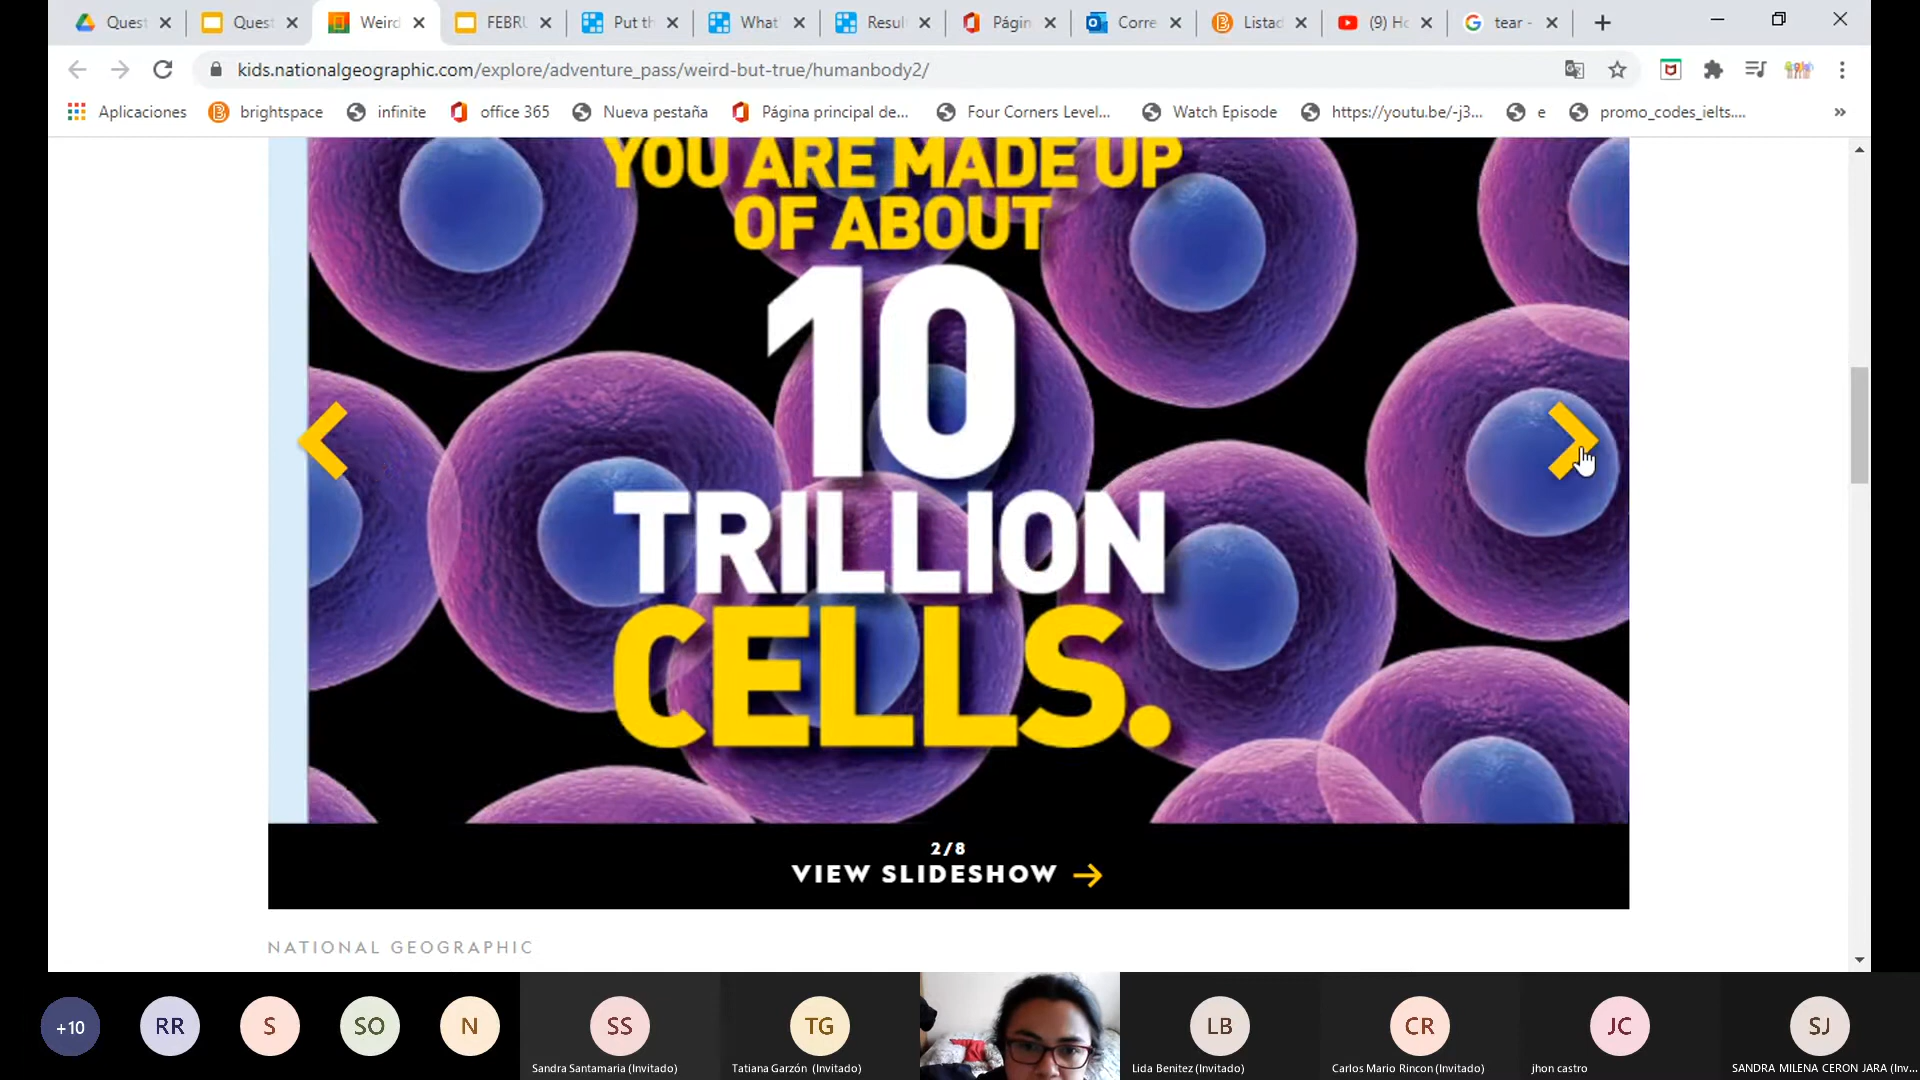 Quest
Quest
Weird
FEBRU
Put th
What'
Resul
Págin
Corre
Listad
(9) Ho
tear -
kids.nationalgeographic.com/explore/adventure_pass/weird-but-true/humanbody2/
Aplicaciones
brightspace
infinite
office 365
Nueva pestaña
Página principal de...
Four Corners Level...
Watch Episode
https://youtu.be/-j3...
e
promo_codes_ielts....
»
YOU ARE MADE UP
OF ABOUT
10
TRILLION
CELLS.
2/8
VIEW SLIDESHOW →
NATIONAL GEOGRAPHIC
+10
RR
S
SO
N
SS
TG
LB
CR
JC
SJ
Sandra Santamaria (Invitado)
Tatiana Garzón (Invitado)
Lida Benitez (Invitado)
Carlos Mario Rincon (Invitado)
jhon castro
SANDRA MILENA CERON JARA (Inv...